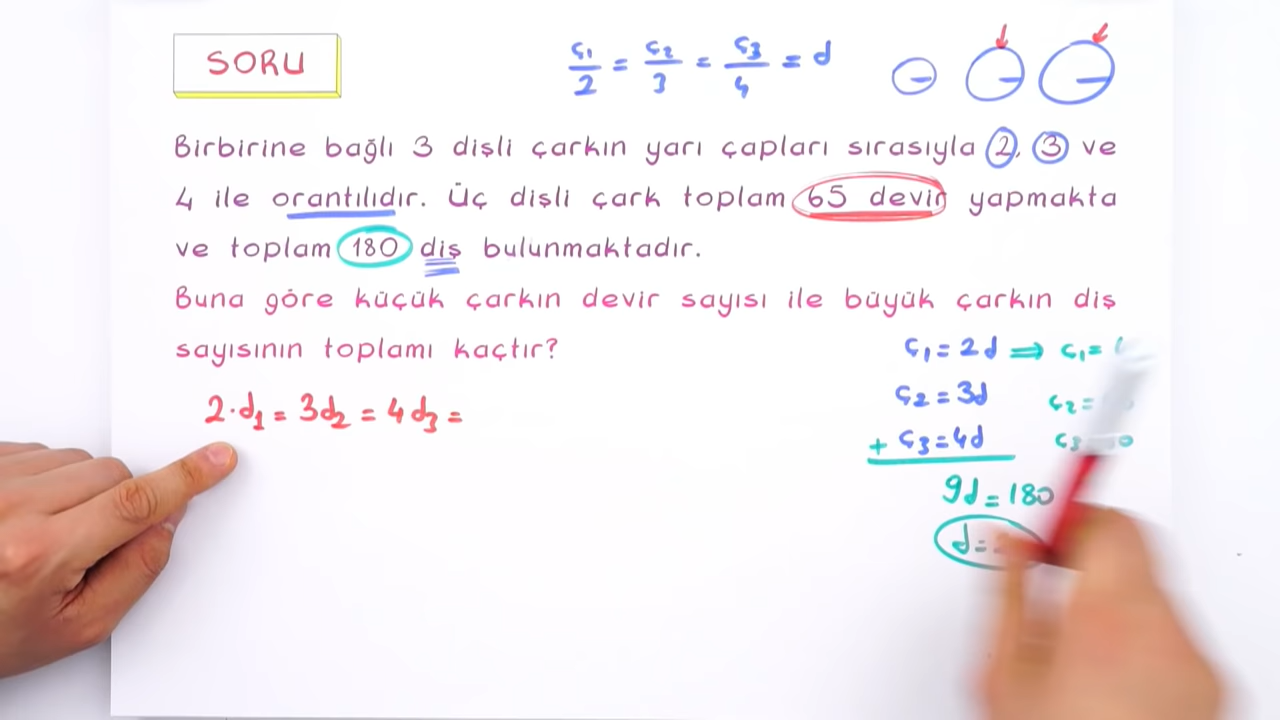 SORU
ç1/2 = ç2/3 = ç3/4 = d
Birbirine bağlı 3 dişli çarkın yarı çapları sırasıyla 2, 3 ve
4 ile orantılıdır. Üç dişli çark toplam 65 devir yapmakta
ve toplam 180 diş bulunmaktadır.
Buna göre küçük çarkın devir sayısı ile büyük çarkın diş
sayısının toplamı kaçtır?
ç1 = 2d ⇒ ç1 =
ç2 = 3d ç2 =
+ ç3 = 4d ç3
9d = 180
d =
2·d1 = 3d2 = 4d3 =